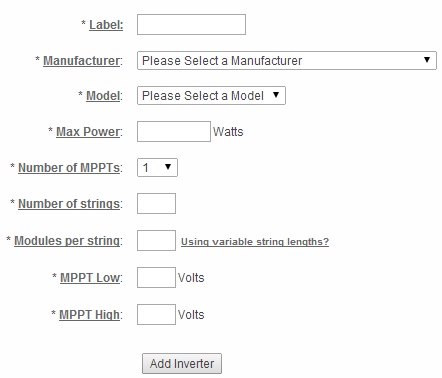 * Label:
* Manufacturer: Please Select a Manufacturer
* Model: Please Select a Model
* Max Power: Watts
* Number of MPPTs: 1
* Number of strings:
* Modules per string: Using variable string lengths?
* MPPT Low: Volts
* MPPT High: Volts
Add Inverter